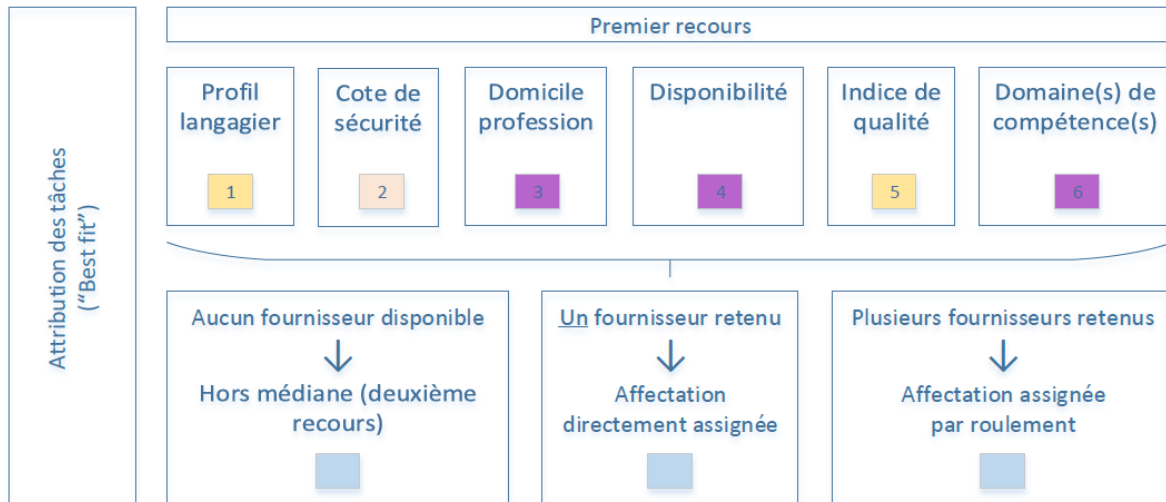 Attribution des tâches
(“Best fit”)
Premier recours
Profil
langagier
1
Cote de
sécurité
2
Domicile
profession
3
Disponibilité
4
Indice de
qualité
5
Domaine(s) de
compétence(s)
6
Aucun fournisseur disponible
Hors médiane (deuxième
recours)
Un fournisseur retenu
Affectation
directement assignée
Plusieurs fournisseurs retenus
Affectation assignée
par roulement